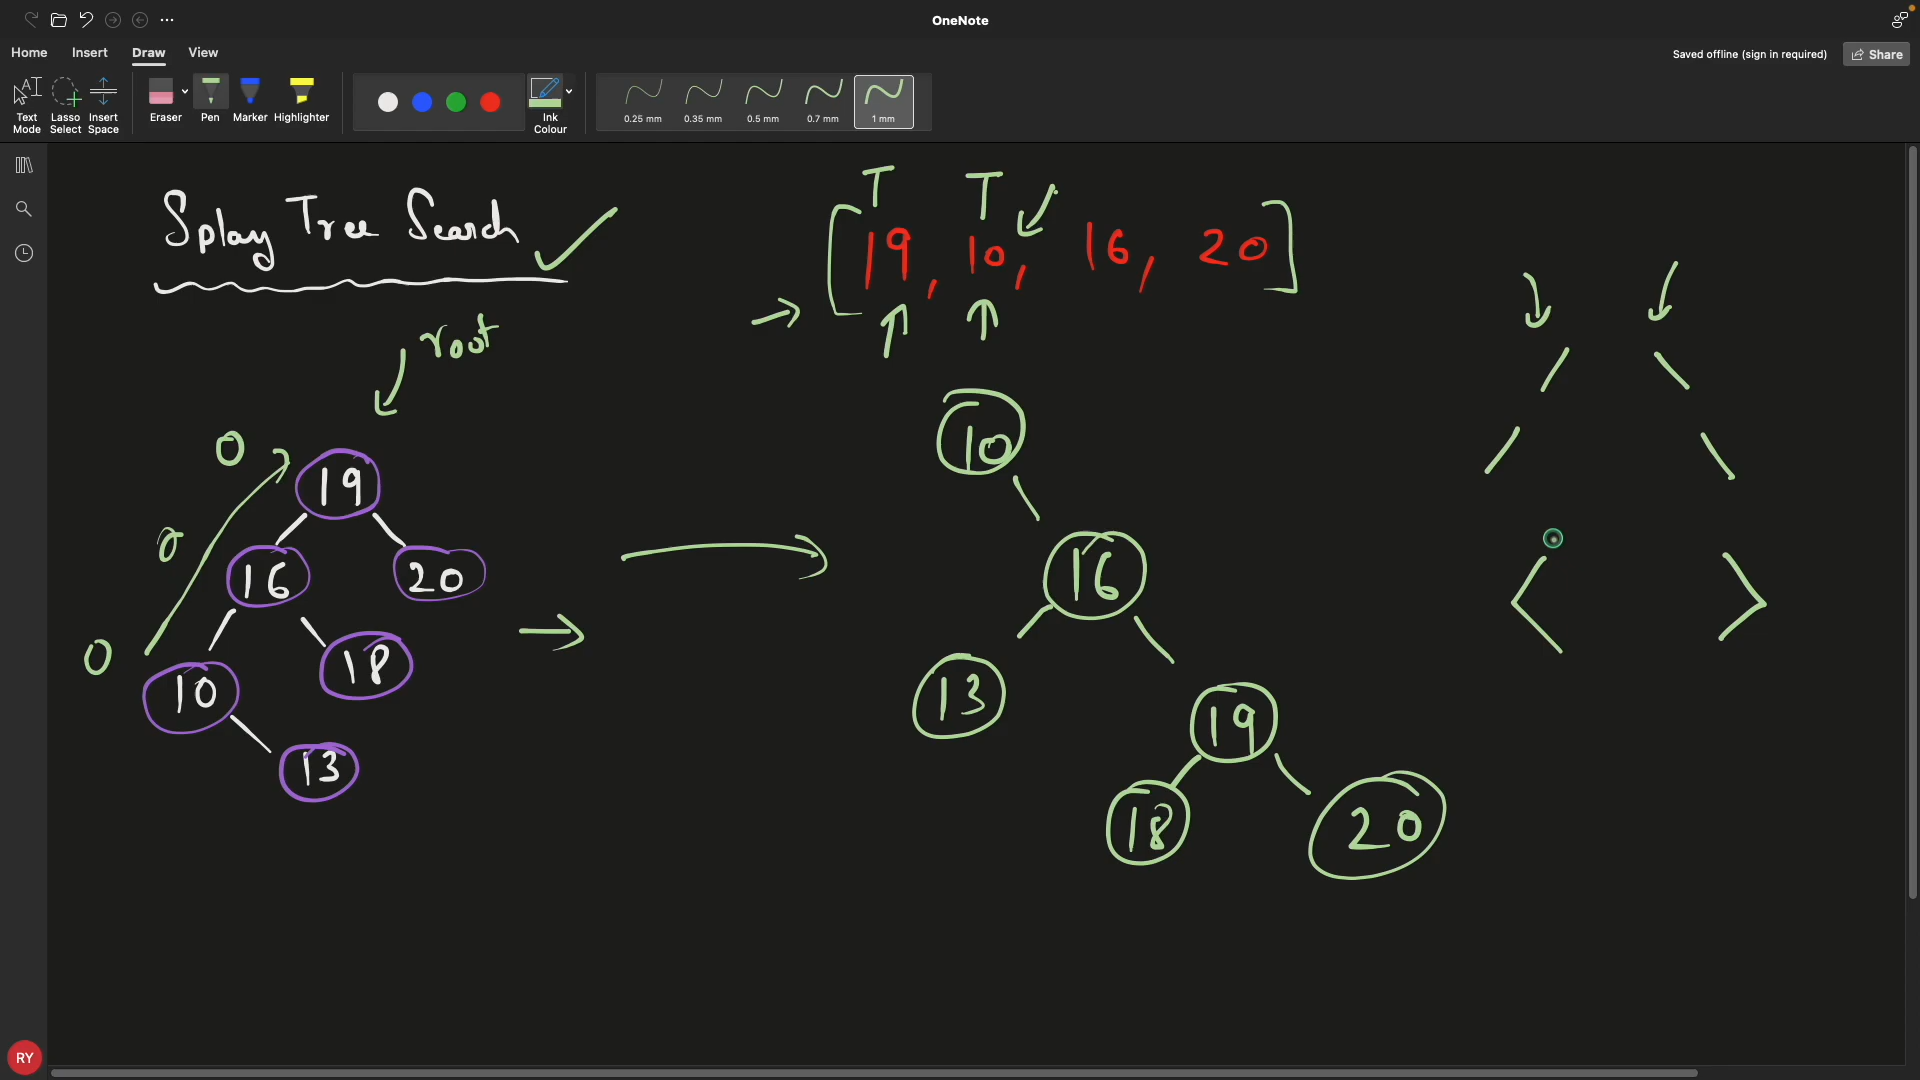 OneNote
Home Insert Draw View
Saved offline (sign in required) Share
Text Mode
Lasso Select
Insert Space
Eraser
Pen
Marker
Highlighter
Ink Colour
0.25 mm
0.35 mm
0.5 mm
0.7 mm
1 mm
Splay Tree Search
T T
[19, 10, 16, 20]
root
0
19
0
16 20
0
10 18
13
10
16
13
19
18 20
RY